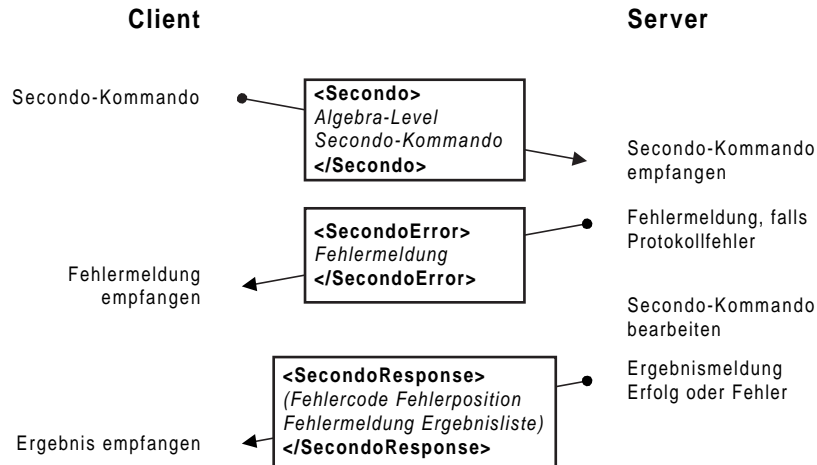 Client
Server
Secondo-Kommando
<Secondo>
Algebra-Level
Secondo-Kommando
</Secondo>
Secondo-Kommando
empfangen
<SecondoError>
Fehlermeldung
</SecondoError>
Fehlermeldung, falls
Protokollfehler
Fehlermeldung
empfangen
Secondo-Kommando
bearbeiten
<SecondoResponse>
(Fehlercode Fehlerposition
Fehlermeldung Ergebnisliste)
</SecondoResponse>
Ergebnismeldung
Erfolg oder Fehler
Ergebnis empfangen